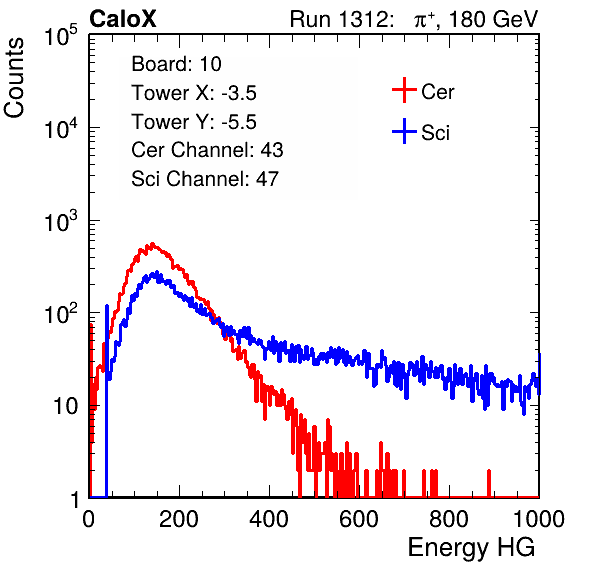 CaloX Run 1312: π⁺, 180 GeV
Board: 10
Tower X: -3.5
Tower Y: -5.5
Cer Channel: 43
Sci Channel: 47
Cer
Sci
Counts
10⁵
10⁴
10³
10²
10
1
0 200 400 600 800 1000
Energy HG